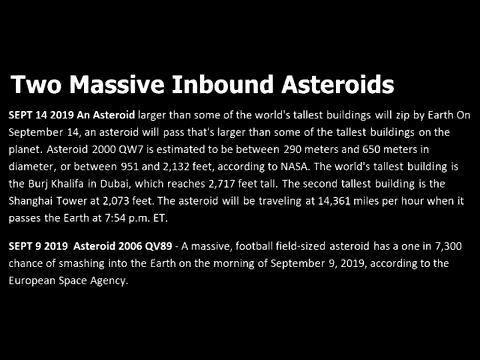 Two Massive Inbound Asteroids
SEPT 14 2019 An Asteroid larger than some of the world's tallest buildings will zip by Earth On
September 14, an asteroid will pass that's larger than some of the tallest buildings on the
planet. Asteroid 2000 QW7 is estimated to be between 290 meters and 650 meters in
diameter, or between 951 and 2,132 feet, according to NASA. The world's tallest building is
the Burj Khalifa in Dubai, which reaches 2,717 feet tall. The second tallest building is the
Shanghai Tower at 2,073 feet. The asteroid will be traveling at 14,361 miles per hour when it
passes the Earth at 7:54 p.m. ET.
SEPT 9 2019 Asteroid 2006 QV89 - A massive, football field-sized asteroid has a one in 7,300
chance of smashing into the Earth on the morning of September 9, 2019, according to the
European Space Agency.